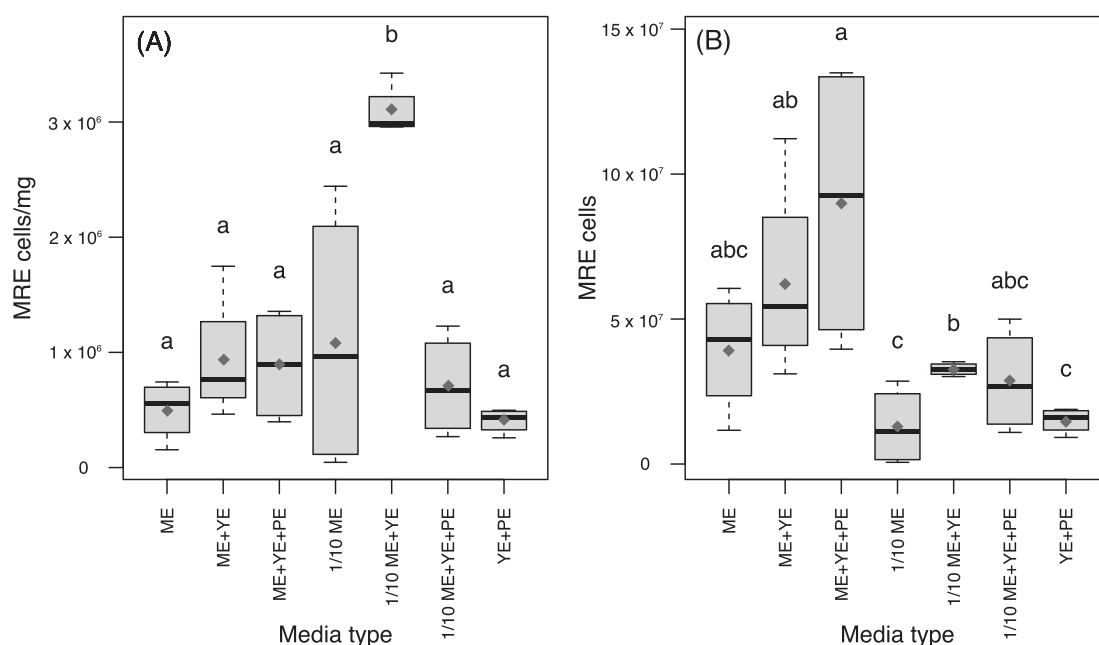 (A)
MRE cells/mg
3 x 10⁶
2 x 10⁶
1 x 10⁶
0
a
a
a
a
b
a
a
ME
ME+YE
ME+YE+PE
1/10 ME
1/10 ME+YE
1/10 ME+YE+PE
YE+PE
Media type
(B)
MRE cells
15 x 10⁷
10 x 10⁷
5 x 10⁷
0
abc
ab
a
c
b
abc
c
ME
ME+YE
ME+YE+PE
1/10 ME
1/10 ME+YE
1/10 ME+YE+PE
YE+PE
Media type